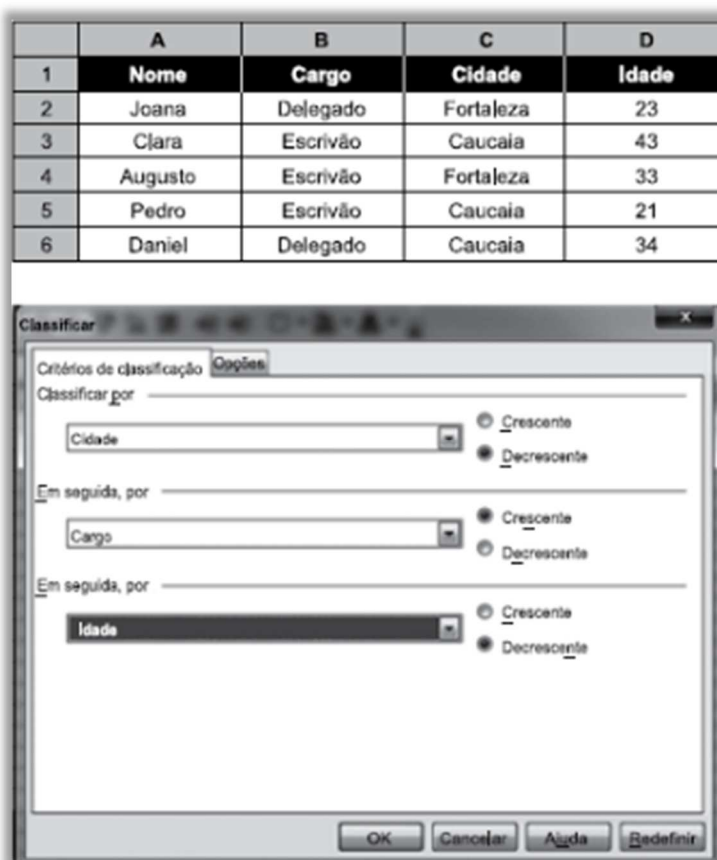 A B C D
1 Nome Cargo Cidade Idade
2 Joana Delegado Fortaleza 23
3 Clara Escrivão Caucaia 43
4 Augusto Escrivão Fortaleza 33
5 Pedro Escrivão Caucaia 21
6 Daniel Delegado Caucaia 34
Classificar
Critérios de classificação Opções
Classificar por
Cidade
Crescente
Decrescente
Em seguida, por
Cargo
Crescente
Decrescente
Em seguida, por
Idade
Crescente
Decrescente
OK Cancelar Ajuda Redefinir